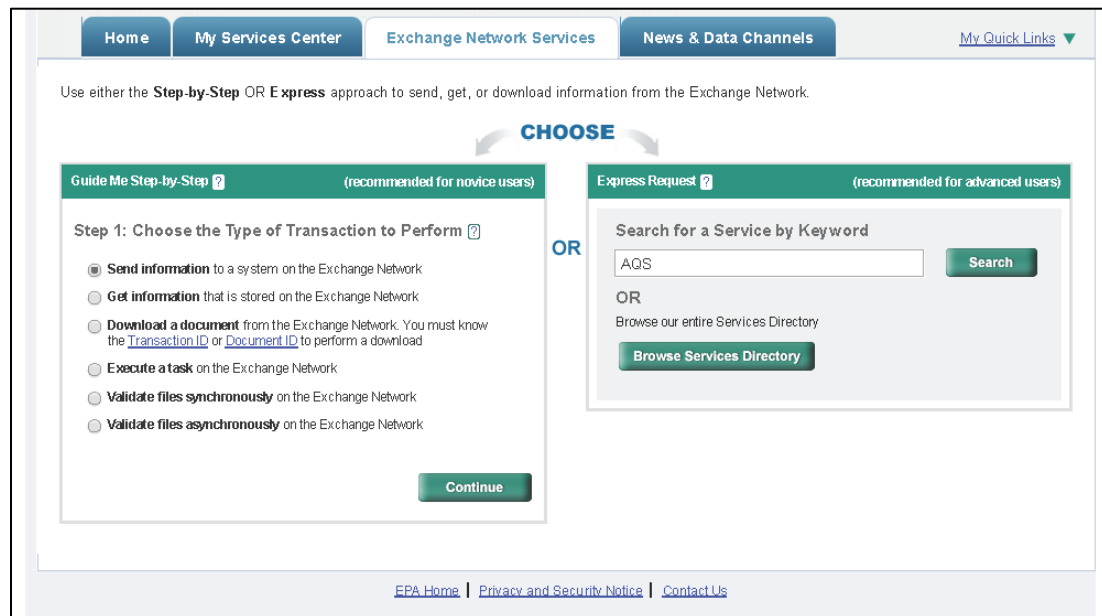 Home
My Services Center
Exchange Network Services
News & Data Channels
My Quick Links ▼
Use either the Step-by-Step OR Express approach to send, get, or download information from the Exchange Network.
CHOOSE
Guide Me Step-by-Step ? (recommended for novice users)
Step 1: Choose the Type of Transaction to Perform ?
Send information to a system on the Exchange Network
Get information that is stored on the Exchange Network
Download a document from the Exchange Network. You must know
the Transaction ID or Document ID to perform a download
Execute a task on the Exchange Network
Validate files synchronously on the Exchange Network
Validate files asynchronously on the Exchange Network
Continue
OR
Express Request ? (recommended for advanced users)
Search for a Service by Keyword
AQS
Search
OR
Browse our entire Services Directory
Browse Services Directory
EPA Home | Privacy and Security Notice | Contact Us